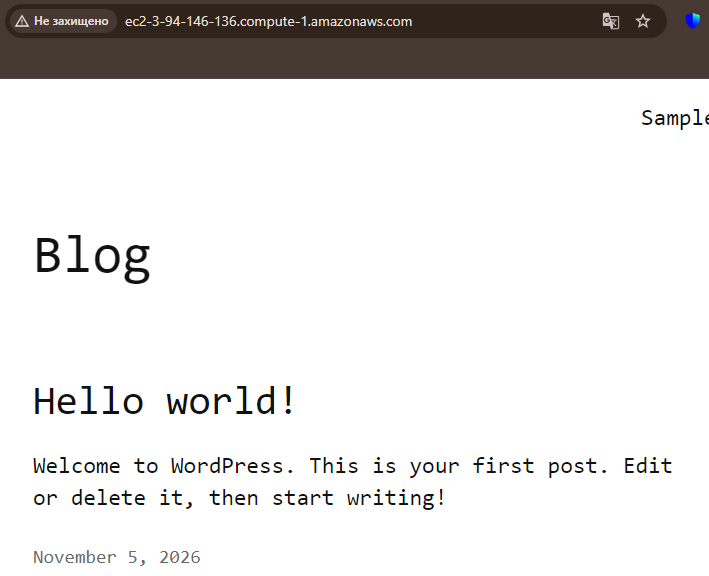 Не захищено ec2-3-94-146-136.compute-1.amazonaws.com
Sample
Blog
Hello world!
Welcome to WordPress. This is your first post. Edit
or delete it, then start writing!
November 5, 2026